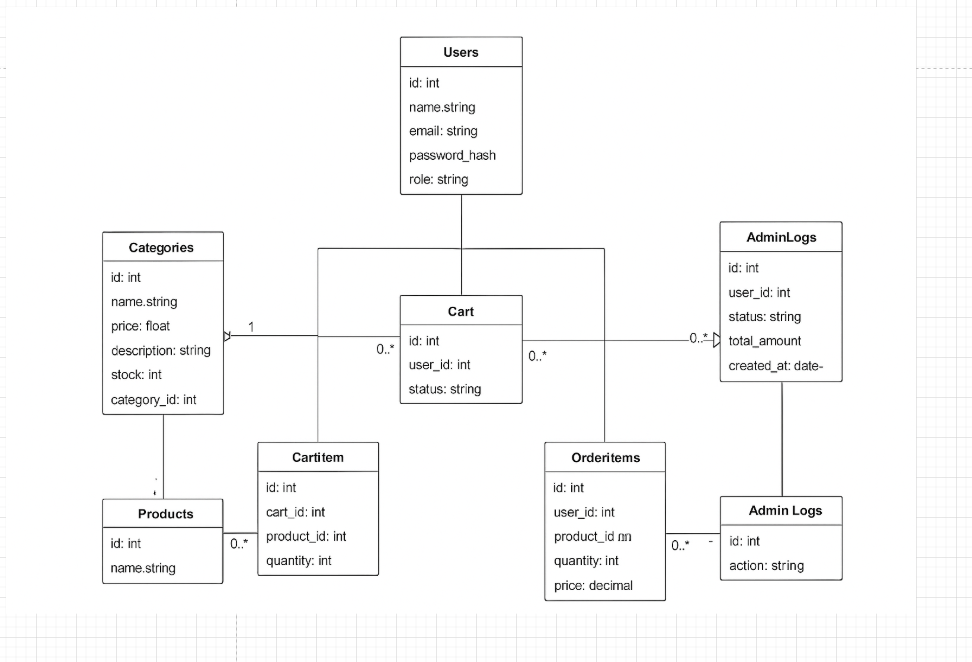 Users
id: int
name.string
email: string
password_hash
role: string
Categories
id: int
name.string
price: float
description: string
stock: int
category_id: int
1
0..*
Cart
id: int
user_id: int
status: string
0..*
0..*
AdminLogs
id: int
user_id: int
status: string
total_amount
created_at: date-
Products
id: int
name.string
0..*
Cartitem
id: int
cart_id: int
product_id: int
quantity: int
Orderitems
id: int
user_id: int
product_id
quantity: int
price: decimal
0..*
-
Admin Logs
id: int
action: string